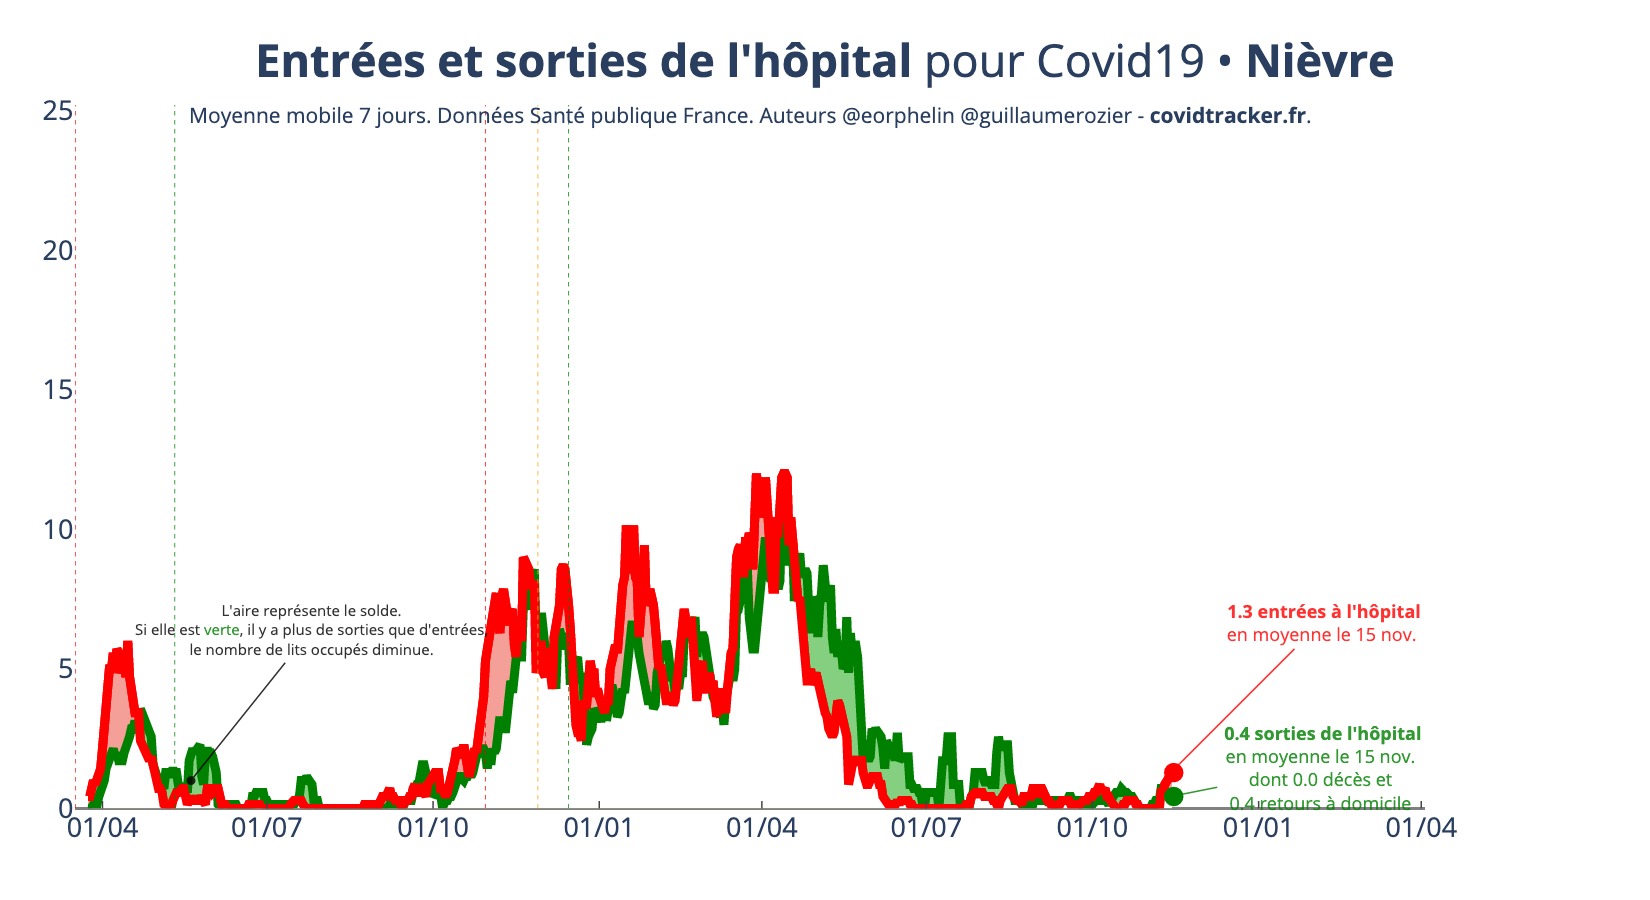 Entrées et sorties de l'hôpital pour Covid19 • Nièvre
Moyenne mobile 7 jours. Données Santé publique France. Auteurs @eorphelin @guillaumerozier - covidtracker.fr.
25
20
15
10
5
0
L'aire représente le solde.
Si elle est verte, il y a plus de sorties que d'entrées,
le nombre de lits occupés diminue.
1.3 entrées à l'hôpital
en moyenne le 15 nov.
0.4 sorties de l'hôpital
en moyenne le 15 nov.
dont 0.0 décès et
0.4 retours à domicile
01/04 01/07 01/10 01/01 01/04 01/07 01/10 01/01 01/04